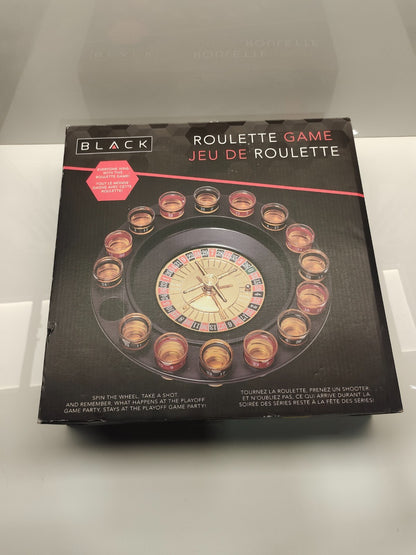 BLACK
ROULETTE GAME
JEU DE ROULETTE
EVERYONE WINS
WITH THIS
ROULETTE GAME!
TOUT LE MONDE
GAGNE AVEC CETTE
ROULETTE!
SPIN THE WHEEL, TAKE A SHOT,
AND REMEMBER, WHAT HAPPENS AT THE PLAYOFF
GAME PARTY, STAYS AT THE PLAYOFF GAME PARTY!
TOURNEZ LA ROULETTE, PRENEZ UN SHOOTER,
ET N'OUBLIEZ PAS, CE QUI ARRIVE DURANT LA
SOIRÉE DES SÉRIES RESTE À LA FÊTE DES SÉRIES!